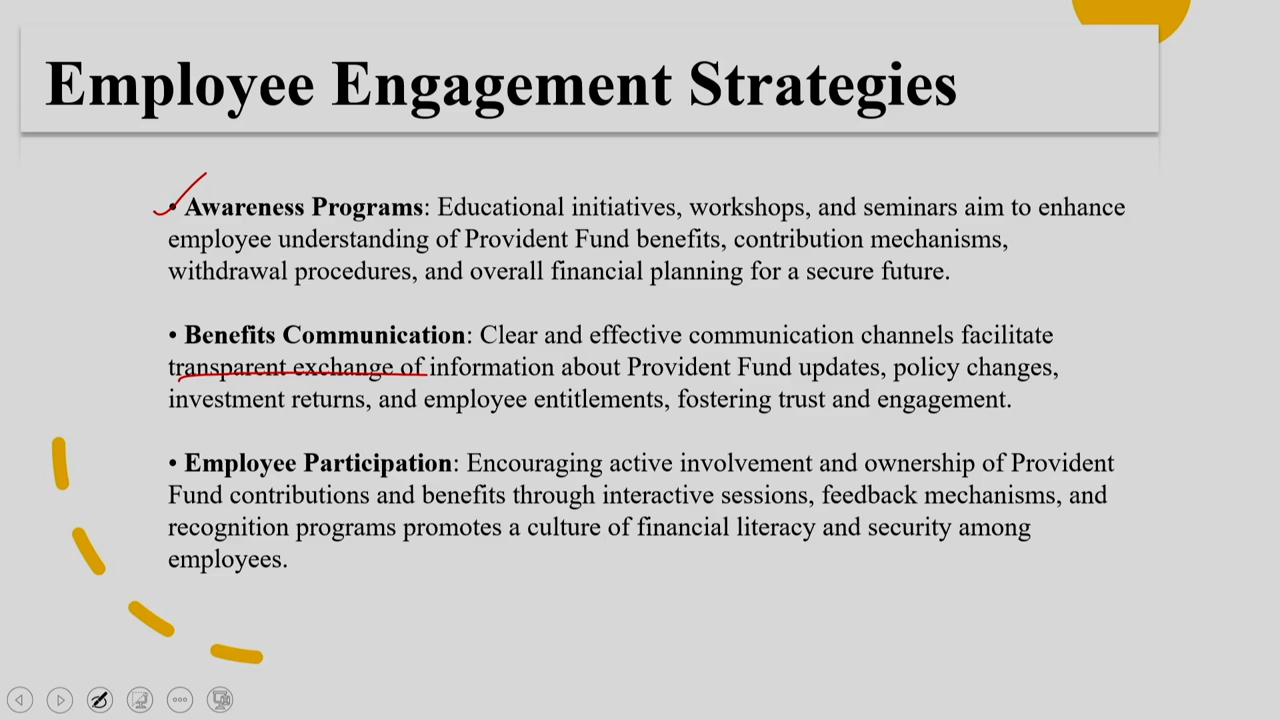 Employee Engagement Strategies
• Awareness Programs: Educational initiatives, workshops, and seminars aim to enhance
employee understanding of Provident Fund benefits, contribution mechanisms,
withdrawal procedures, and overall financial planning for a secure future.
• Benefits Communication: Clear and effective communication channels facilitate
transparent exchange of information about Provident Fund updates, policy changes,
investment returns, and employee entitlements, fostering trust and engagement.
• Employee Participation: Encouraging active involvement and ownership of Provident
Fund contributions and benefits through interactive sessions, feedback mechanisms, and
recognition programs promotes a culture of financial literacy and security among
employees.